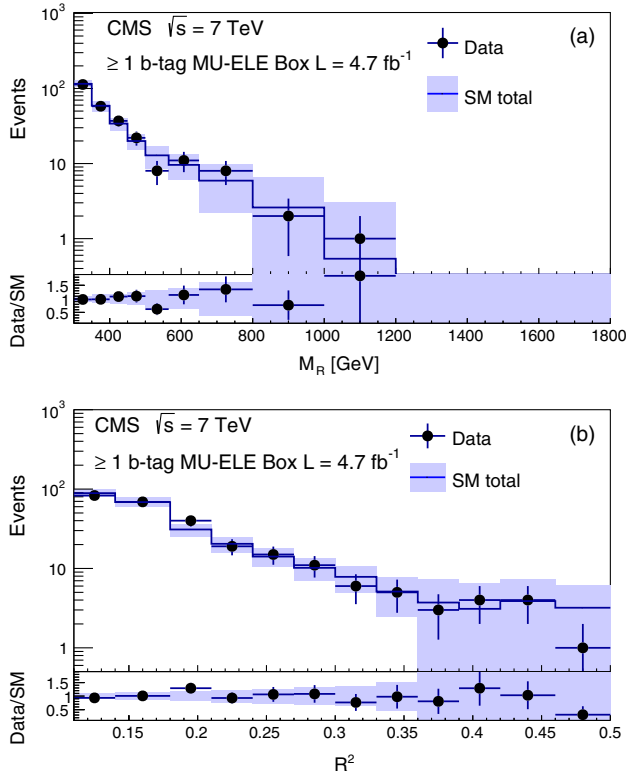 CMS √s = 7 TeV
(a)
≥ 1 b-tag MU-ELE Box L = 4.7 fb⁻¹
Data
SM total
Events
10³
10²
10
1
Data/SM
1.5
1
0.5
400 600 800 1000 1200 1400 1600 1800
M_R [GeV]
CMS √s = 7 TeV
(b)
≥ 1 b-tag MU-ELE Box L = 4.7 fb⁻¹
Data
SM total
Events
10³
10²
10
1
Data/SM
1.5
1
0.5
0.15 0.2 0.25 0.3 0.35 0.4 0.45 0.5
R²